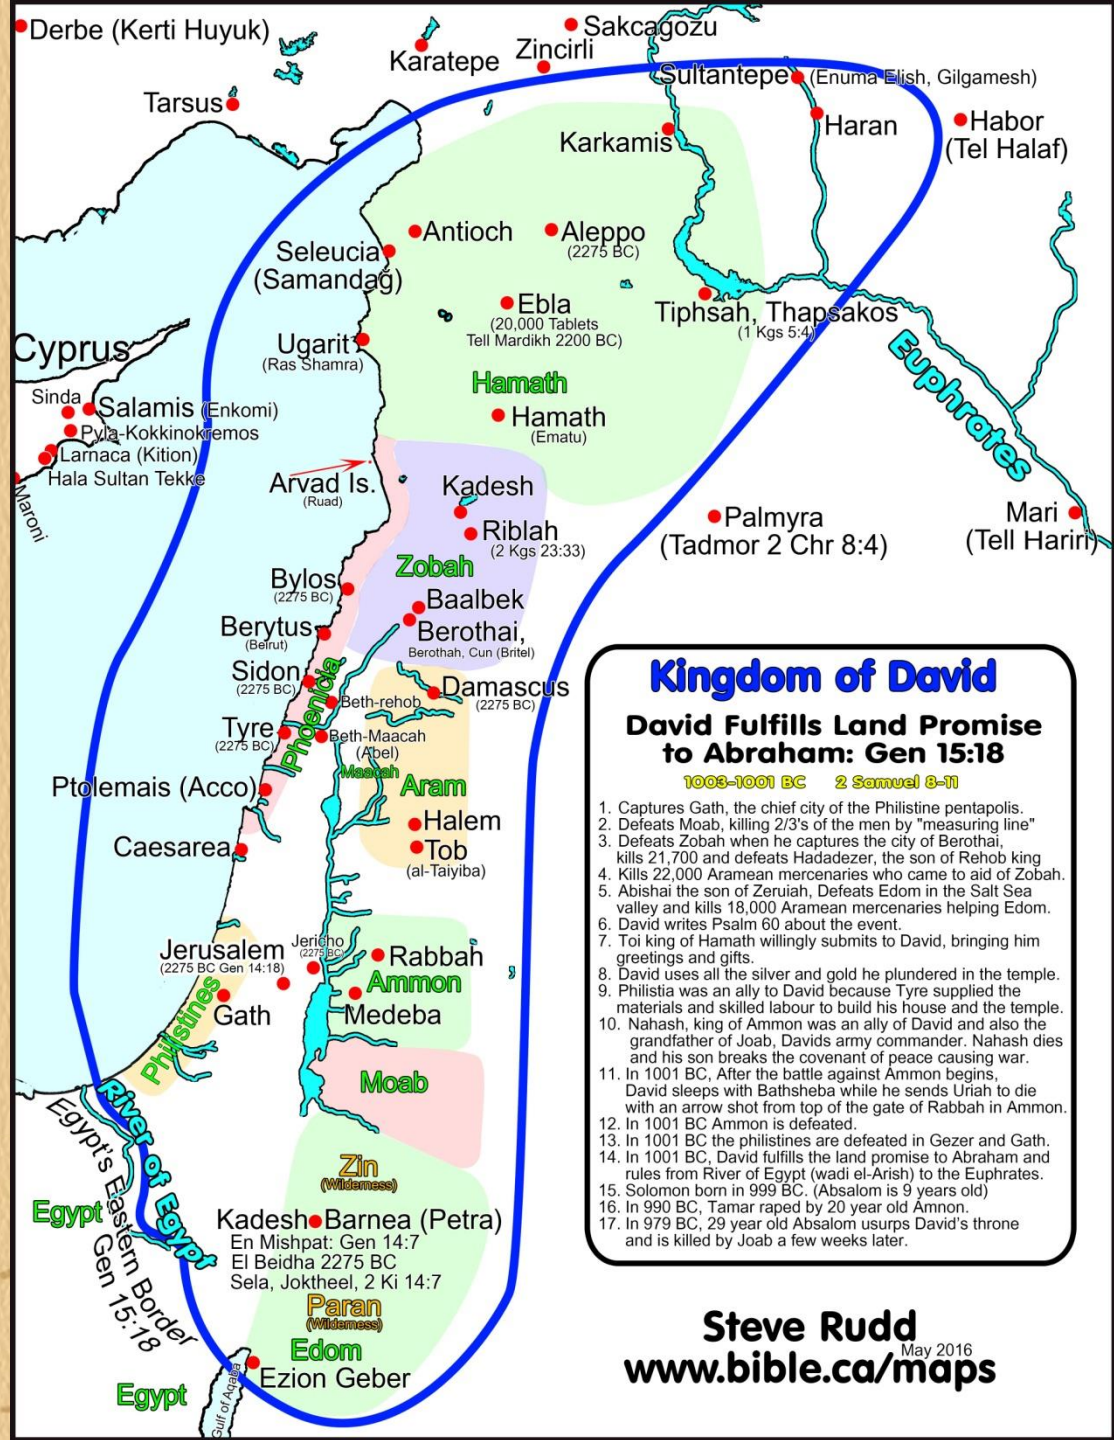 Derbe (Kerti Huyuk)
Sakcagozu
Karatepe
Zincirli
Sultantepe
(Enuma Elish, Gilgamesh)
Tarsus
Haran
Habor
(Tel Halaf)
Karkamis
Antioch
Aleppo
(2275 BC)
Seleucia
(Samandağ)
Ebla
(20,000 Tablets
Tell Mardikh 2200 BC)
Tiphsah, Thapsakos
(1 Kgs 5:4)
Ugarit
(Ras Shamra)
Cyprus
Euphrates
Hamath
Sinda
Salamis (Enkomi)
Hamath
(Ematu)
Pyla-Kokkinokremos
Larnaca (Kition)
Hala Sultan Tekke
Maroni
Arvad Is.
(Ruad)
Kadesh
Riblah
(2 Kgs 23:33)
Palmyra
(Tadmor 2 Chr 8:4)
Mari
(Tell Hariri)
Zobah
Bylos
(2275 BC)
Baalbek
Berytus
(Beirut)
Berothai,
Berothah, Cun (Britel)
Sidon
(2275 BC)
Phoenicia
Beth-rehob
Damascus
(2275 BC)
Tyre
(2275 BC)
Beth-Maacah
(Abel)
Maacah
Aram
Ptolemais (Acco)
Halem
Caesarea
Tob
(al-Taiyiba)
Jerusalem
(2275 BC Gen 14:18)
Jericho
(2275 BC)
Rabbah
Ammon
Gath
Medeba
Philistines
Moab
River of Egypt
Egypt's Eastern Border
Gen 15:18
Zin
(Wilderness)
Egypt
Kadesh Barnea (Petra)
En Mishpat: Gen 14:7
El Beidha 2275 BC
Sela, Joktheel, 2 Ki 14:7
Paran
(Wilderness)
Edom
Ezion Geber
Egypt
Gulf of Aqaba
Kingdom of David
David Fulfills Land Promise
to Abraham: Gen 15:18
1003-1001 BC 2 Samuel 8-11
1. Captures Gath, the chief city of the Philistine pentapolis.
2. Defeats Moab, killing 2/3's of the men by "measuring line"
3. Defeats Zobah when he captures the city of Berothai,
kills 21,700 and defeats Hadadezer, the son of Rehob king
4. Kills 22,000 Aramean mercenaries who came to aid of Zobah.
5. Abishai the son of Zeruiah, Defeats Edom in the Salt Sea
valley and kills 18,000 Aramean mercenaries helping Edom.
6. David writes Psalm 60 about the event.
7. Toi king of Hamath willingly submits to David, bringing him
greetings and gifts.
8. David uses all the silver and gold he plundered in the temple.
9. Philistia was an ally to David because Tyre supplied the
materials and skilled labour to build his house and the temple.
10. Nahash, king of Ammon was an ally of David and also the
grandfather of Joab, Davids army commander. Nahash dies
and his son breaks the covenant of peace causing war.
11. In 1001 BC, After the battle against Ammon begins,
David sleeps with Bathsheba while he sends Uriah to die
with an arrow shot from top of the gate of Rabbah in Ammon.
12. In 1001 BC Ammon is defeated.
13. In 1001 BC the philistines are defeated in Gezer and Gath.
14. In 1001 BC, David fulfills the land promise to Abraham and
rules from River of Egypt (wadi el-Arish) to the Euphrates.
15. Solomon born in 999 BC. (Absalom is 9 years old)
16. In 990 BC, Tamar raped by 20 year old Amnon.
17. In 979 BC, 29 year old Absalom usurps David's throne
and is killed by Joab a few weeks later.
Steve Rudd
May 2016
www.bible.ca/maps